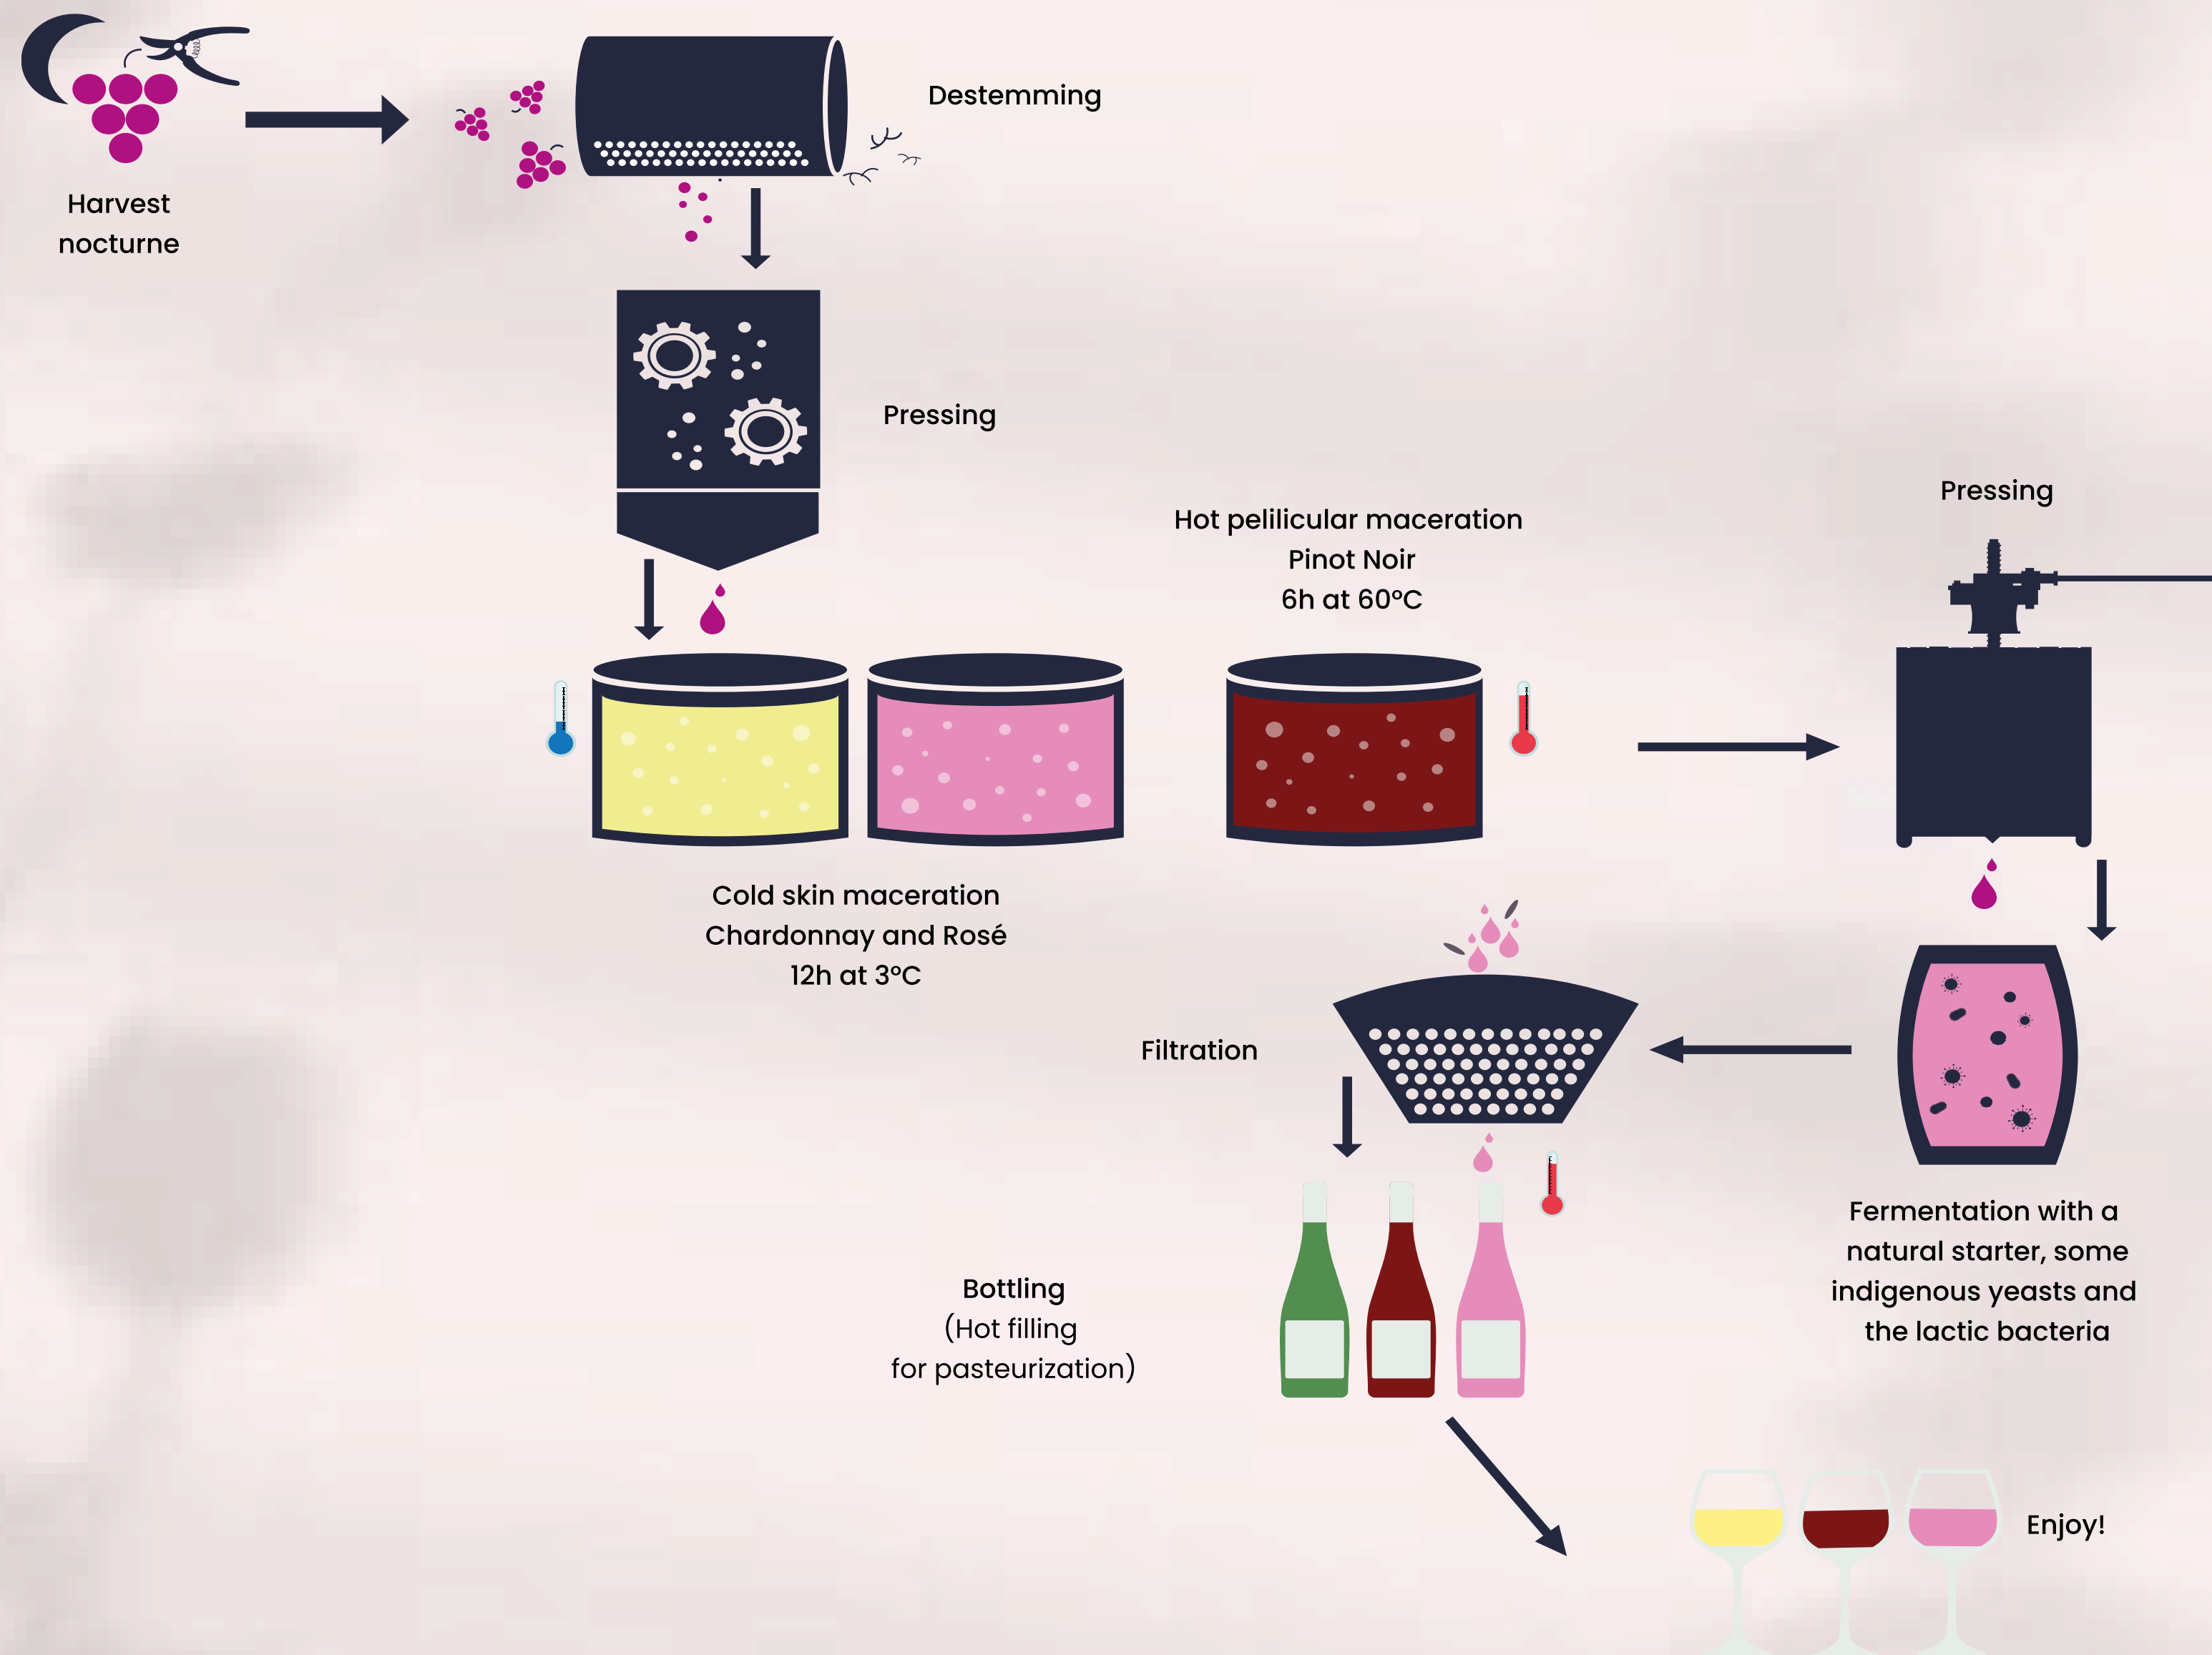 Destemming
Harvest
nocturne
Pressing
Pressing
Hot pelilicular maceration
Pinot Noir
6h at 60°C
Cold skin maceration
Chardonnay and Rosé
12h at 3°C
Filtration
Fermentation with a
natural starter, some
indigenous yeasts and
the lactic bacteria
Bottling
(Hot filling
for pasteurization)
Enjoy!